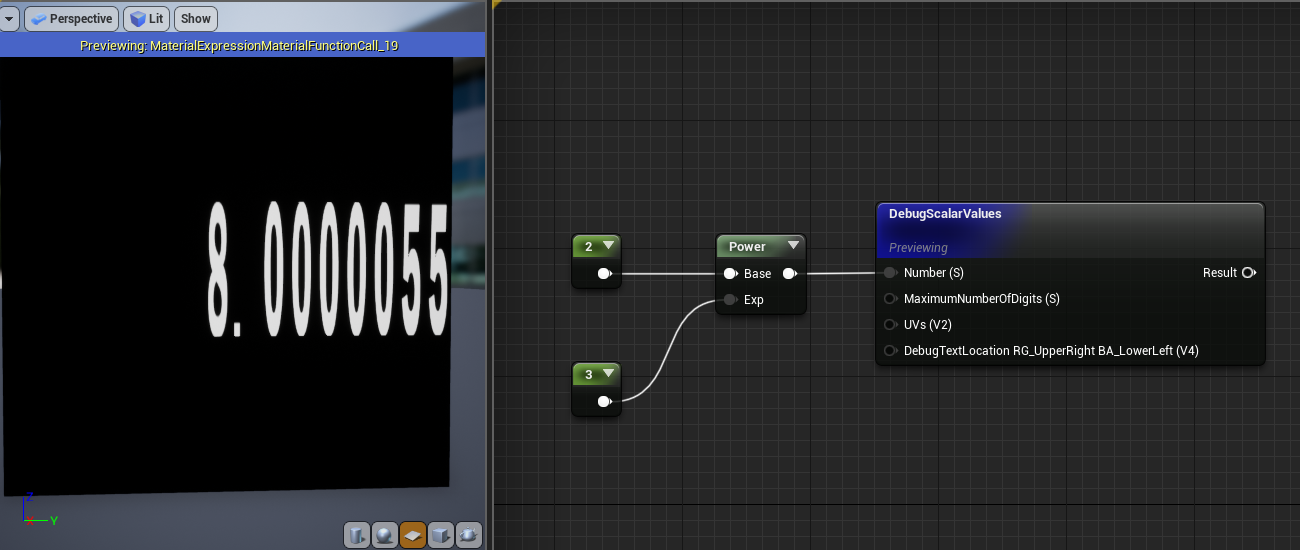 Perspective
Lit
Show
Previewing: MaterialExpressionMaterialFunctionCall_19
8.0000055
Z
Y
2
3
Power
Base
Exp
DebugScalarValues
Previewing
Number (S)
Result
MaximumNumberOfDigits (S)
UVs (V2)
DebugTextLocation RG_UpperRight BA_LowerLeft (V4)